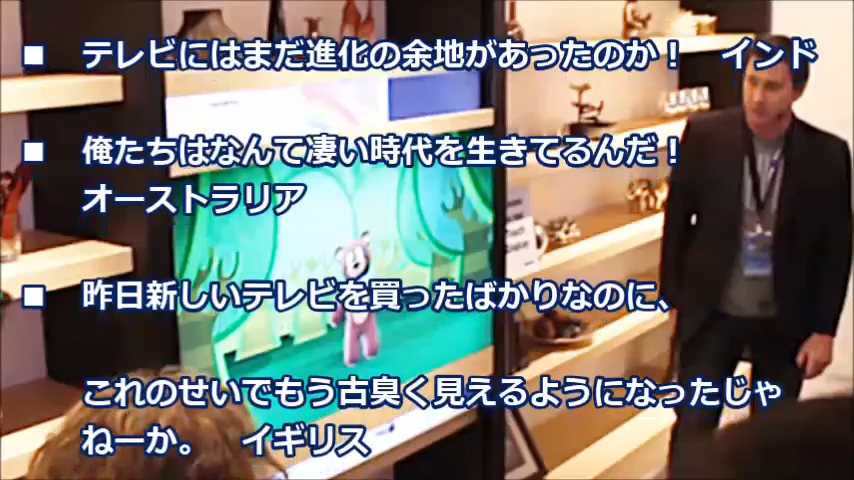 ■ テレビにはまだ進化の余地があったのか！ インド
■ 俺たちはなんて凄い時代を生きてるんだ！
オーストラリア
■ 昨日新しいテレビを買ったばかりなのに、
これのせいでもう古臭く見えるようになったじゃ
ねーか。 イギリス